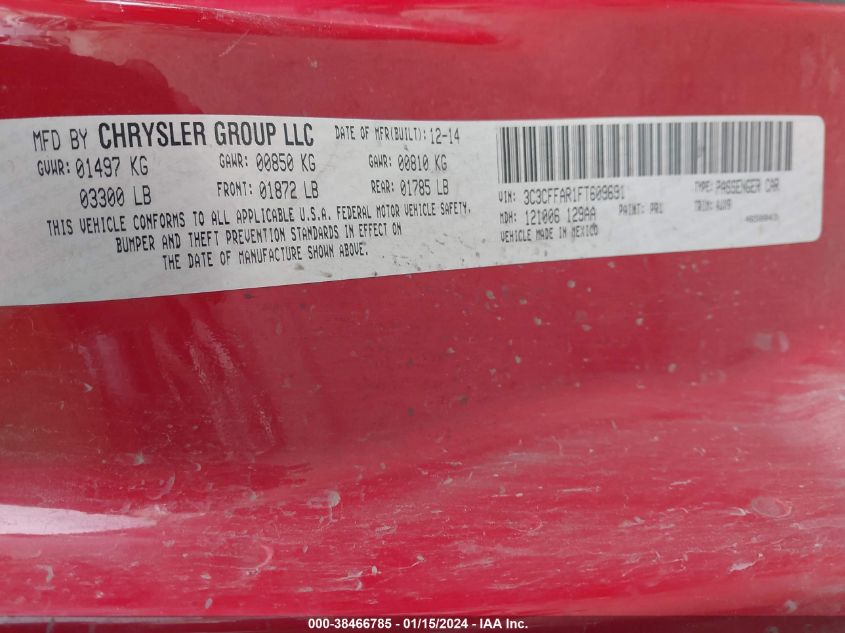 MFD BY CHRYSLER GROUP LLC DATE OF MFR(BUILT): 12-14
GVWR: 01497 KG GAWR: 00850 KG GAWR: 00810 KG
03300 LB FRONT: 01872 LB REAR: 01785 LB
THIS VEHICLE CONFORMS TO ALL APPLICABLE U.S.A. FEDERAL MOTOR VEHICLE SAFETY,
BUMPER AND THEFT PREVENTION STANDARDS IN EFFECT ON
THE DATE OF MANUFACTURE SHOWN ABOVE.
VIN: 3C3CFFAR1FT609691 TYPE: PASSENGER CAR
MDH: 121006 129AA PAINT: PR1 TRIM:
VEHICLE MADE IN MEXICO
000-38466785 - 01/15/2024 - IAA Inc.